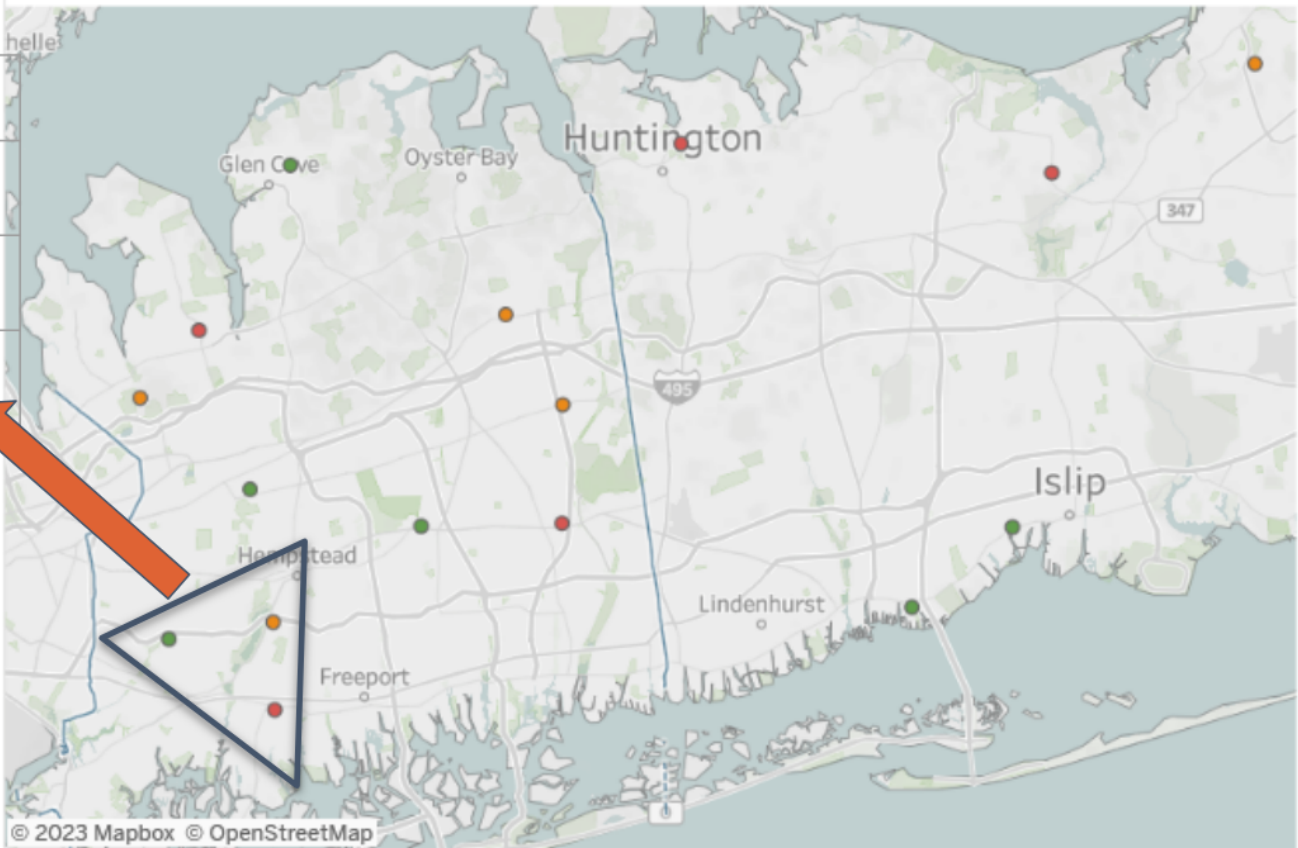 helle
Huntington
Glen Cove
Oyster Bay
347
495
Islip
Hempstead
Lindenhurst
Freeport
© 2023 Mapbox © OpenStreetMap